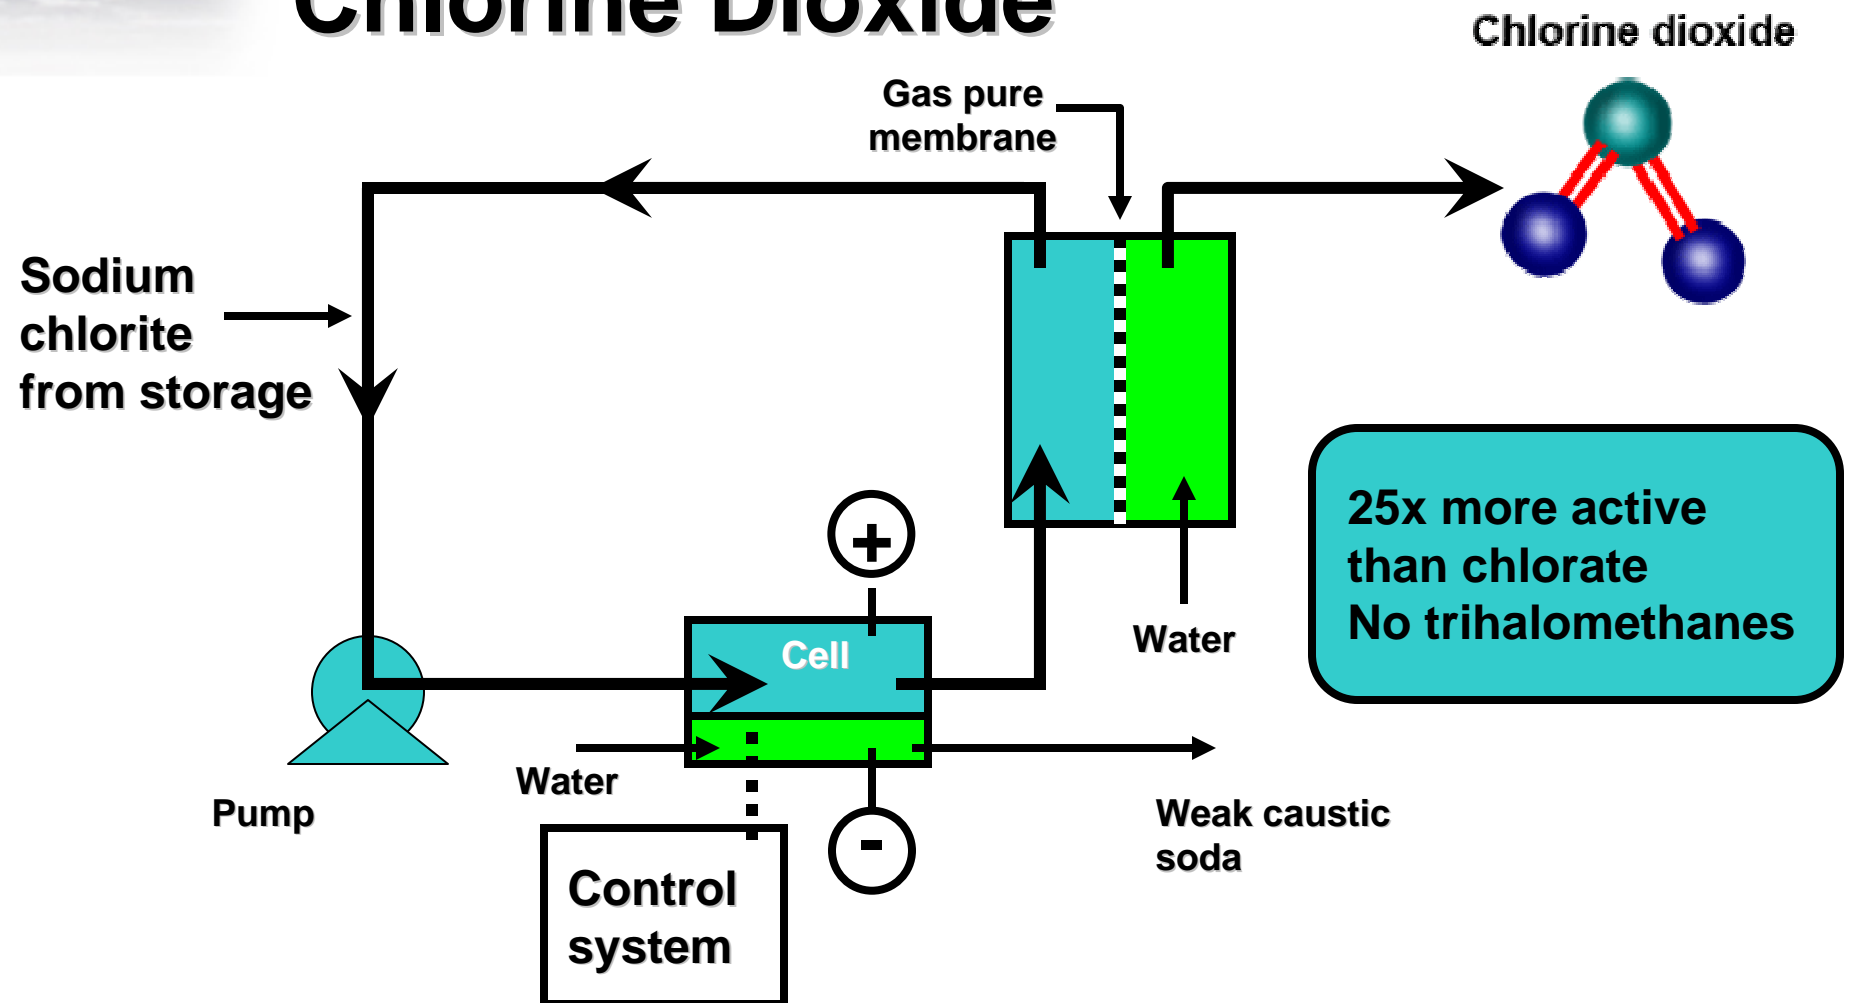 Chlorine Dioxide
Chlorine dioxide
Gas pure
membrane
Sodium
chlorite
from storage
+
25x more active
than chlorate
No trihalomethanes
Water
Cell
Water
Pump
Weak caustic
soda
-
Control
system